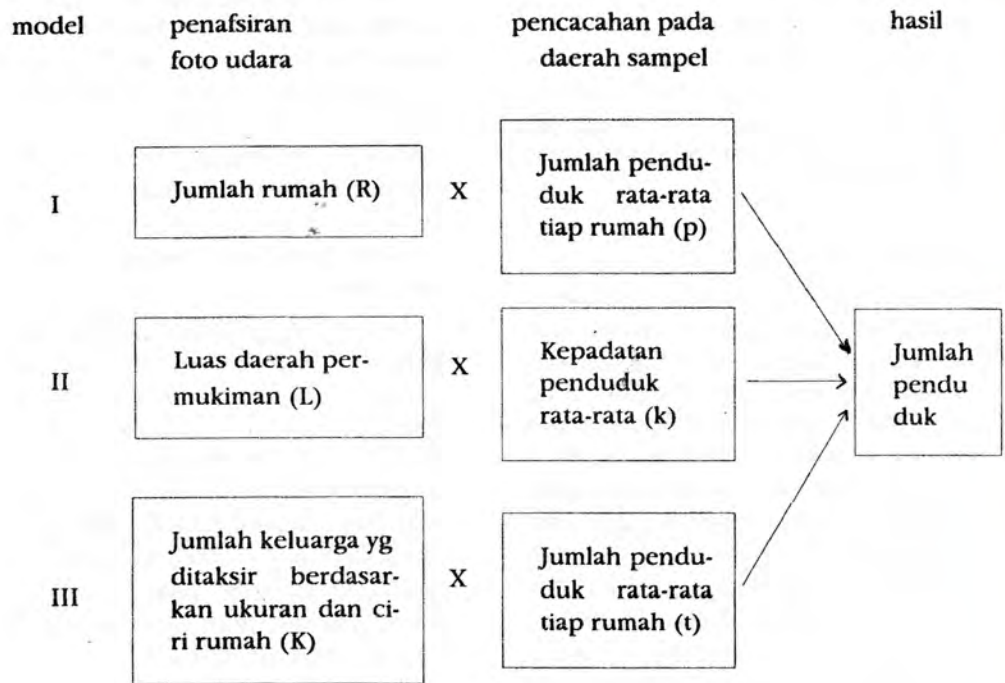 model penafsiran foto udara pencacahan pada daerah sampel hasil
I
Jumlah rumah (R)
X
Jumlah pendu-
duk rata-rata
tiap rumah (p)
II
Luas daerah per-
mukiman (L)
X
Kepadatan
penduduk
rata-rata (k)
Jumlah
pendu
duk
III
Jumlah keluarga yg
ditaksir berdasar-
kan ukuran dan ci-
ri rumah (K)
X
Jumlah pendu-
duk rata-rata
tiap rumah (t)